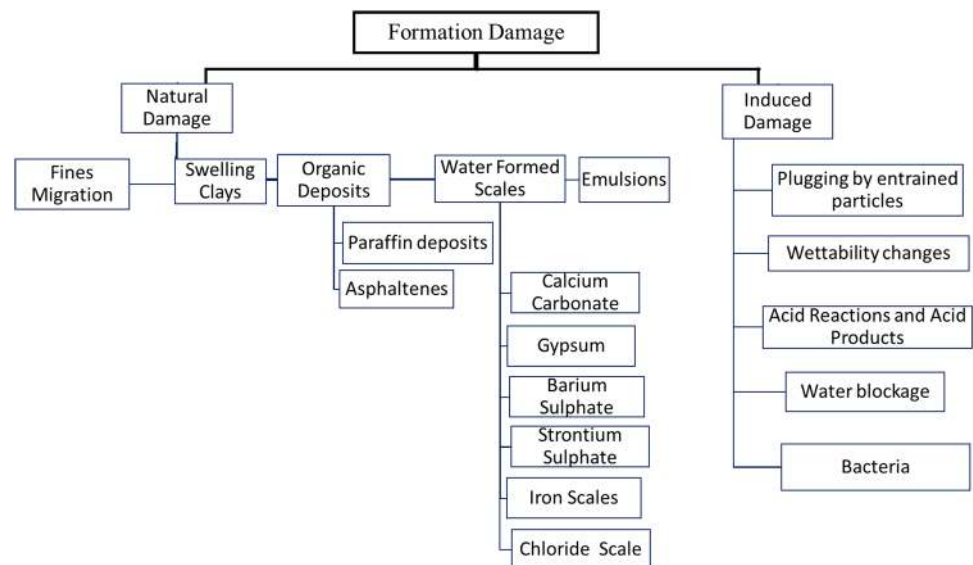 Formation Damage
Natural
Damage
Induced
Damage
Fines
Migration
Swelling
Clays
Organic
Deposits
Water Formed
Scales
Emulsions
Paraffin deposits
Asphaltenes
Calcium
Carbonate
Gypsum
Barium
Sulphate
Strontium
Sulphate
Iron Scales
Chloride Scale
Plugging by entrained
particles
Wettability changes
Acid Reactions and Acid
Products
Water blockage
Bacteria